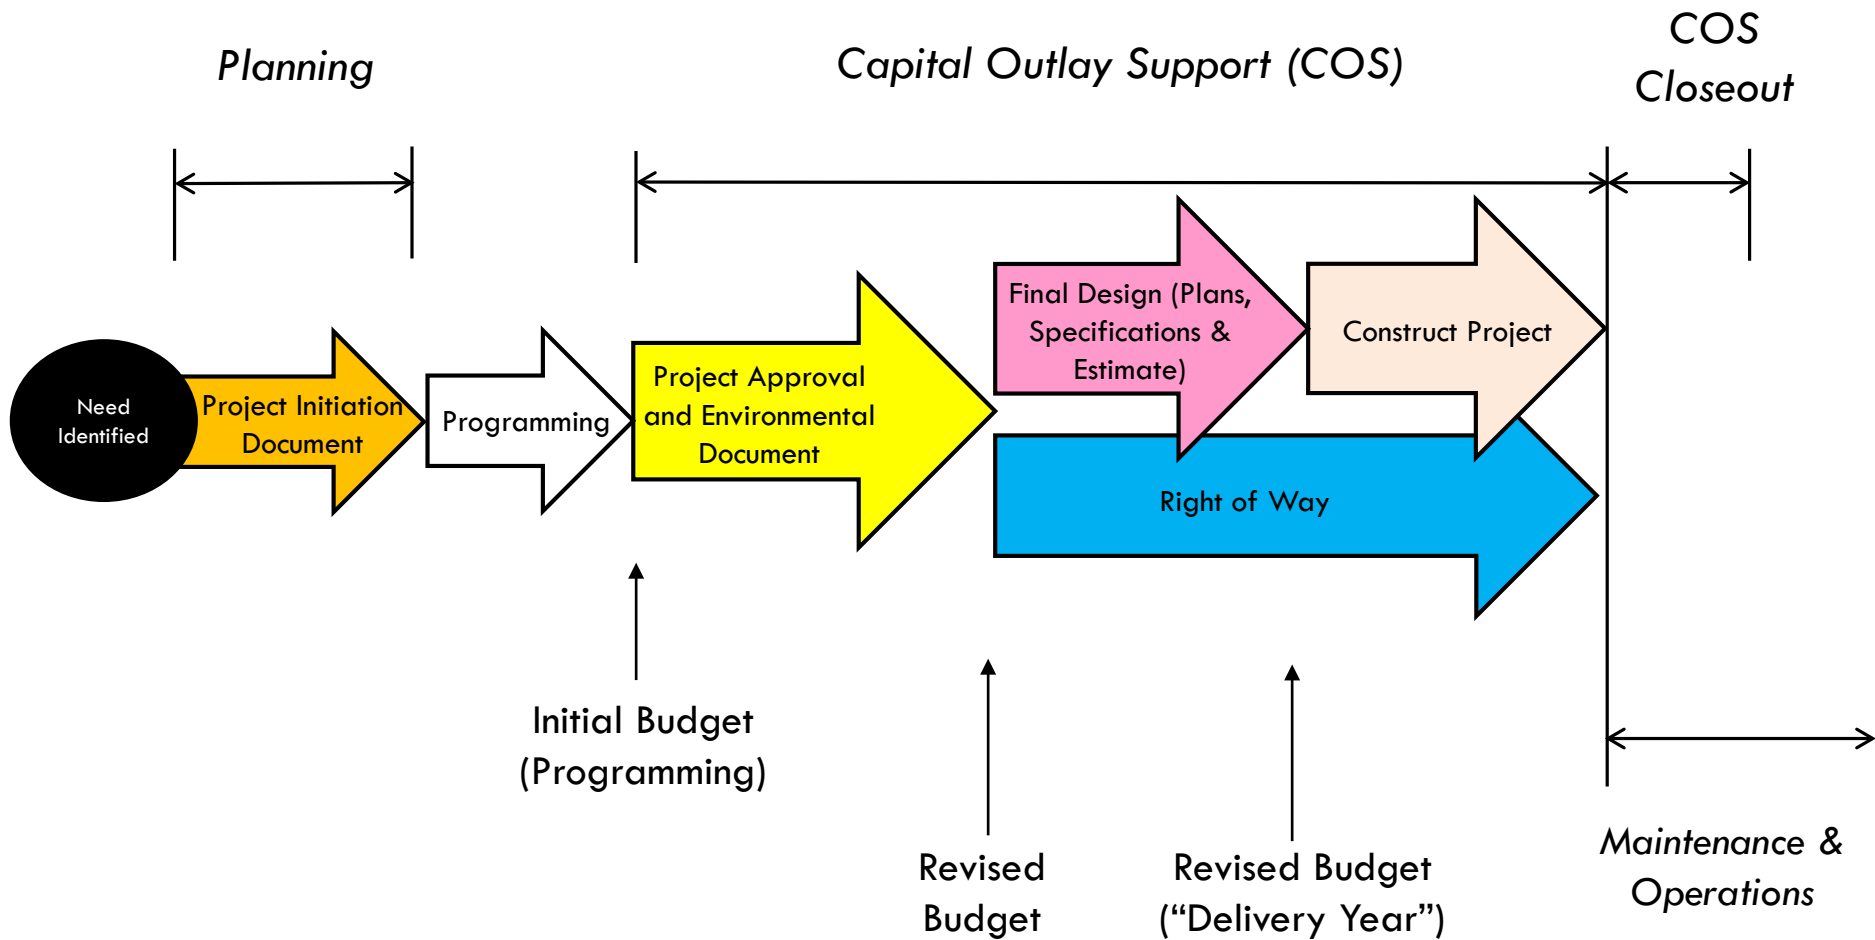 Planning
Capital Outlay Support (COS)
COS
Closeout
Need
Identified
Project Initiation
Document
Programming
Project Approval
and Environmental
Document
Final Design (Plans,
Specifications &
Estimate)
Construct Project
Right of Way
Initial Budget
(Programming)
Revised
Budget
Revised Budget
(“Delivery Year”)
Maintenance &
Operations